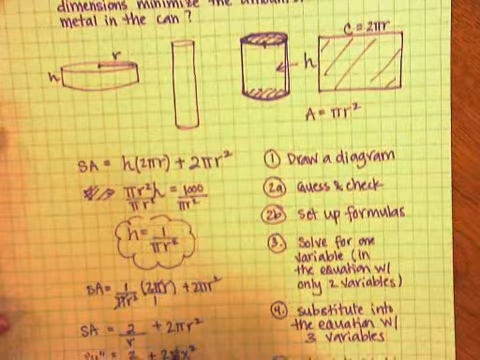 dimensions minimize the
metal in the can?
C = 2πr
r
h
h
A = πr²
SA = h(2πr) + 2πr²
πr²h = 1000
πr² πr²
h = 1
πr²
SA = 1 (2πr) + 2πr²
πr² 1
SA = 2 + 2πr²
r
① Draw a diagram
②a Guess & check
②b Set up formulas
③. Solve for one
variable (in
the equation w/
only 2 variables)
④. Substitute into
the equation w/
3 variables